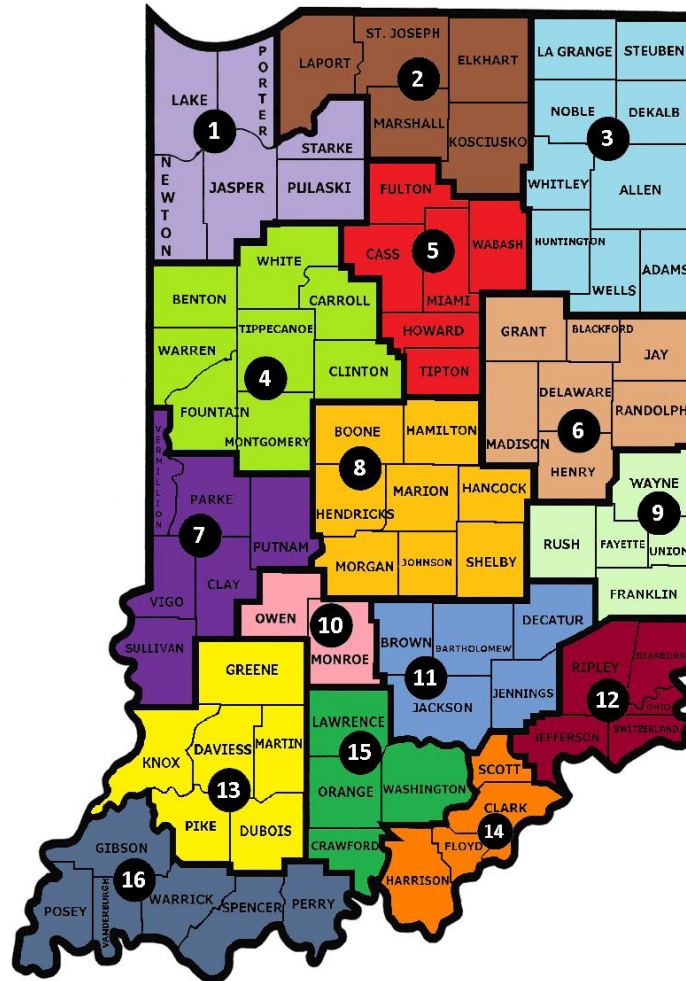 PORTER
ST. JOSEPH
LAPORT
ELKHART
LA GRANGE
STEUBEN
2
LAKE
NOBLE
DEKALB
1
MARSHALL
3
KOSCIUSKO
STARKE
NEWTON
JASPER
PULASKI
FULTON
WHITLEY
ALLEN
WHITE
CASS
5
WABASH
HUNTINGTON
ADAMS
BENTON
CARROLL
MIAMI
WELLS
TIPPECANOE
HOWARD
GRANT
BLACKFORD
WARREN
JAY
4
CLINTON
TIPTON
DELAWARE
FOUNTAIN
RANDOLPH
VERMILLION
MONTGOMERY
BOONE
HAMILTON
MADISON
6
8
HENRY
PARKE
MARION
HANCOCK
WAYNE
HENDRICKS
9
7
PUTNAM
RUSH
FAYETTE
UNION
MORGAN
JOHNSON
SHELBY
CLAY
VIGO
FRANKLIN
OWEN
10
BROWN
DECATUR
SULLIVAN
MONROE
BARTHOLOMEW
GREENE
11
RIPLEY
DEARBORN
JENNINGS
12
JACKSON
OHIO
LAWRENCE
SWITZERLAND
DAVIESS
MARTIN
15
JEFFERSON
KNOX
SCOTT
13
ORANGE
WASHINGTON
CLARK
PIKE
DUBOIS
14
GIBSON
CRAWFORD
FLOYD
16
HARRISON
WARRICK
POSEY
VANDERBURGH
SPENCER
PERRY